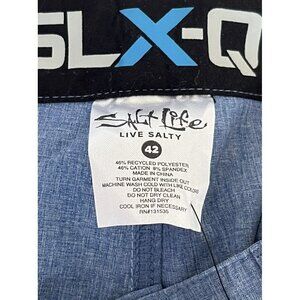 SLX-Q
Salt Life
LIVE SALTY
42
46% RECYCLED POLYESTER
46% CATION 8% SPANDEX
MADE IN CHINA
TURN GARMENT INSIDE OUT
MACHINE WASH COLD WITH LIKE COLORS
DO NOT BLEACH
DO NOT DRY CLEAN
HANG DRY
COOL IRON IF NECESSARY
RN#131535